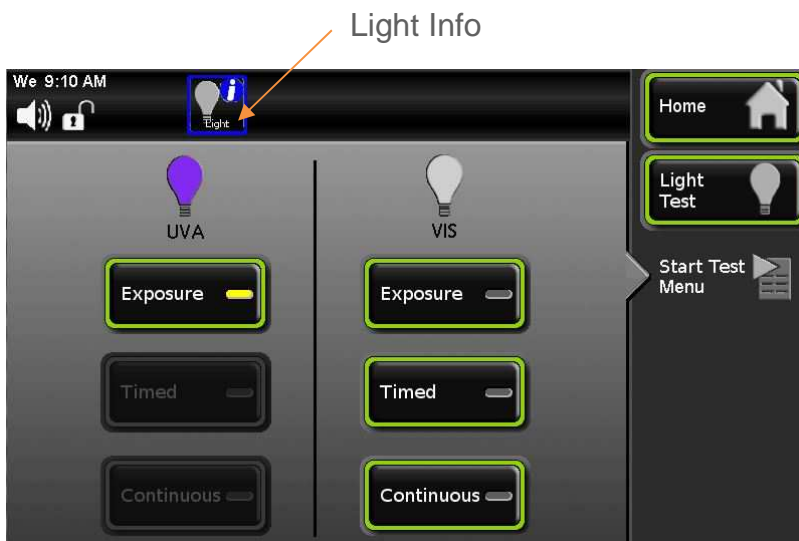 Light Info
We 9:10 AM
i
Light
Home
Light
Test
Start Test
Menu
UVA
VIS
Exposure
Exposure
Timed
Timed
Continuous
Continuous